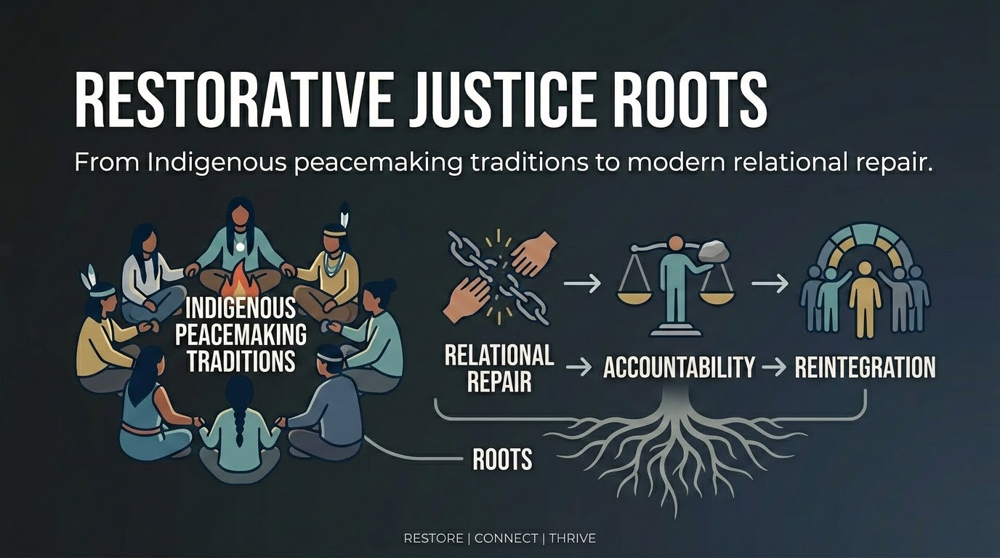 RESTORATIVE JUSTICE ROOTS
From Indigenous peacemaking traditions to modern relational repair.
INDIGENOUS
PEACEMAKING
TRADITIONS
RELATIONAL
REPAIR
ACCOUNTABILITY
REINTEGRATION
ROOTS
RESTORE | CONNECT | THRIVE